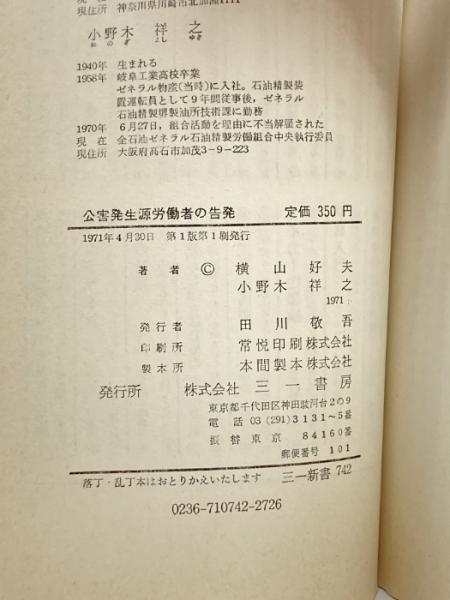 現住所 神奈川県川崎市北加瀬1111
小野木 祥之
おのぎ よしゆき
1940年 生まれる
1958年 岐阜工業高校卒業
ゼネラル物産(当時)に入社。石油精製装
置運転員として9年間従事後,ゼネラル
石油精製堺製油所技術課に勤務
1970年 6月27日,組合活動を理由に不当解雇された
現在 全石油ゼネラル石油精製労働組合中央執行委員
現住所 大阪府高石市加茂3-9-223
公害発生源労働者の告発 定価 350 円
1971年4月30日 第1版第1刷発行
著者 © 横山好夫
小野木祥之
1971
発行者 田川敬吾
印刷所 常悦印刷株式会社
製本所 本間製本株式会社
発行所 株式会社 三一書房
東京都千代田区神田駿河台2の9
電話 03 (291) 3131~5番
振替東京 84160番
郵便番号 101
落丁・乱丁本はおとりかえいたします 三一新書 742
0236-710742-2726